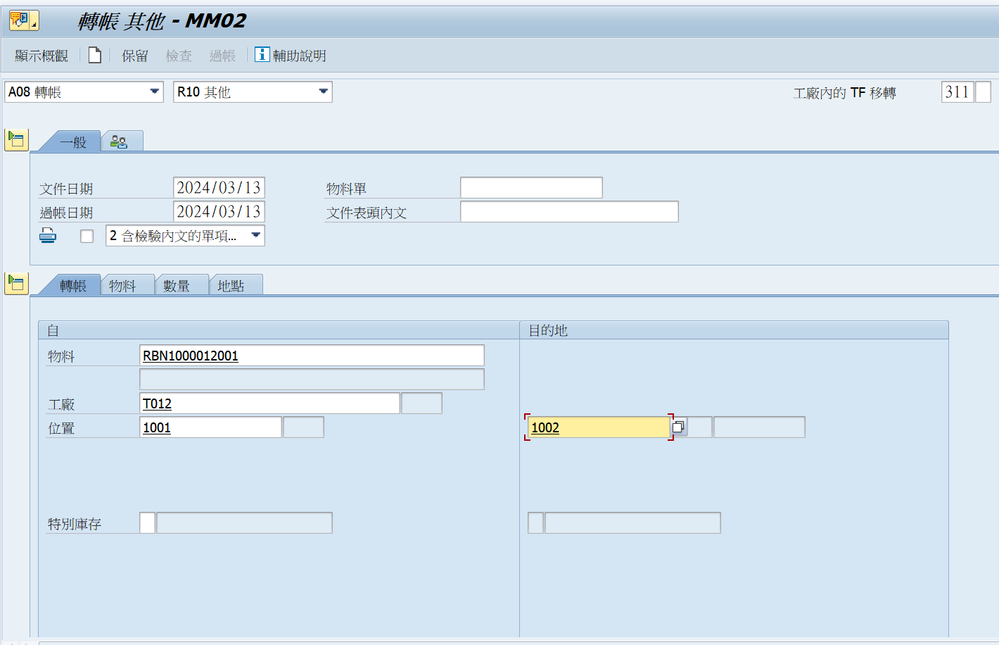 轉帳 其他 - MM02
顯示概觀 保留 檢查 過帳 輔助說明
A08 轉帳 R10 其他 工廠內的 TF 移轉 311
一般
文件日期 2024/03/13 物料單
過帳日期 2024/03/13 文件表頭內文
2 含檢驗內文的單項...
轉帳 物料 數量 地點
自 目的地
物料 RBN1000012001
工廠 T012
位置 1001 1002
特別庫存